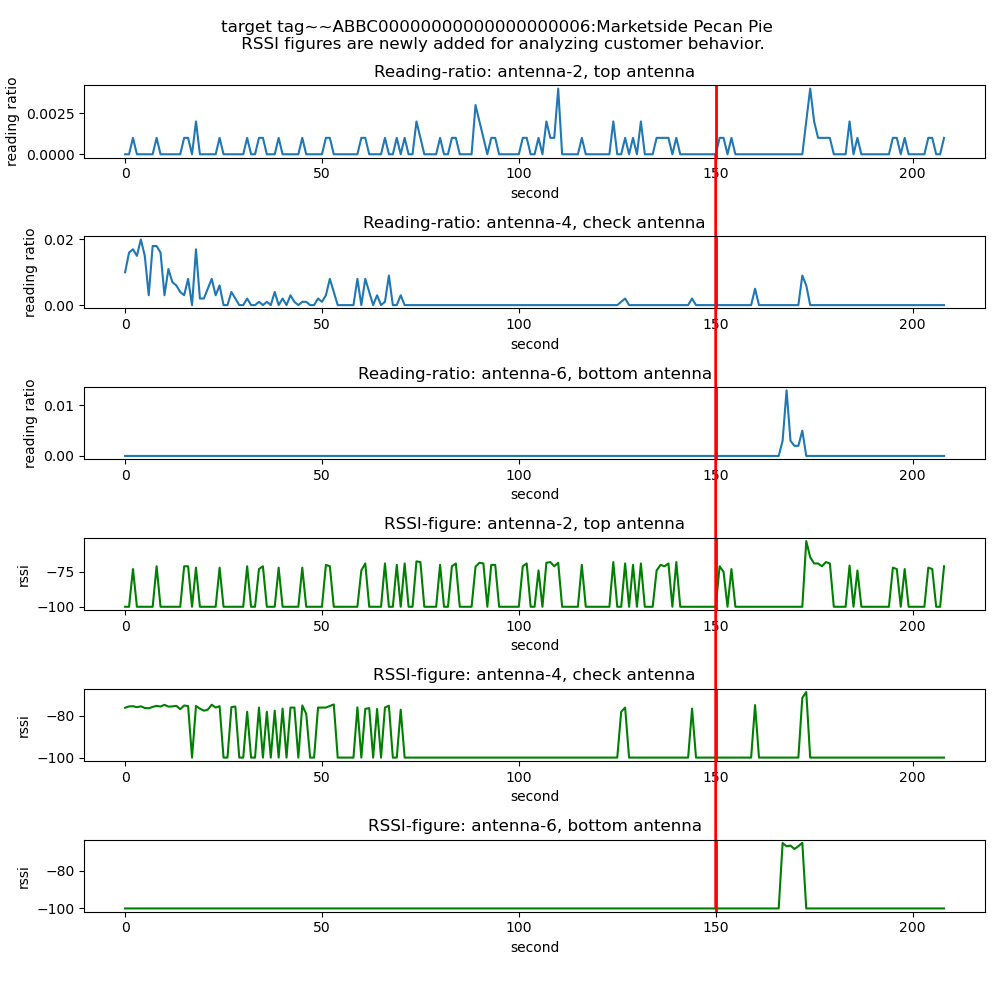 target tag~~ABBC00000000000000000006:Marketside Pecan Pie
RSSI figures are newly added for analyzing customer behavior.
Reading-ratio: antenna-2, top antenna
reading ratio
0.0025
0.0000
0 50 100 150 200
second
Reading-ratio: antenna-4, check antenna
reading ratio
0.02
0.00
0 50 100 150 200
second
Reading-ratio: antenna-6, bottom antenna
reading ratio
0.01
0.00
0 50 100 150 200
second
RSSI-figure: antenna-2, top antenna
rssi
−75
−100
0 50 100 150 200
second
RSSI-figure: antenna-4, check antenna
rssi
−80
−100
0 50 100 150 200
second
RSSI-figure: antenna-6, bottom antenna
rssi
−80
−100
0 50 100 150 200
second